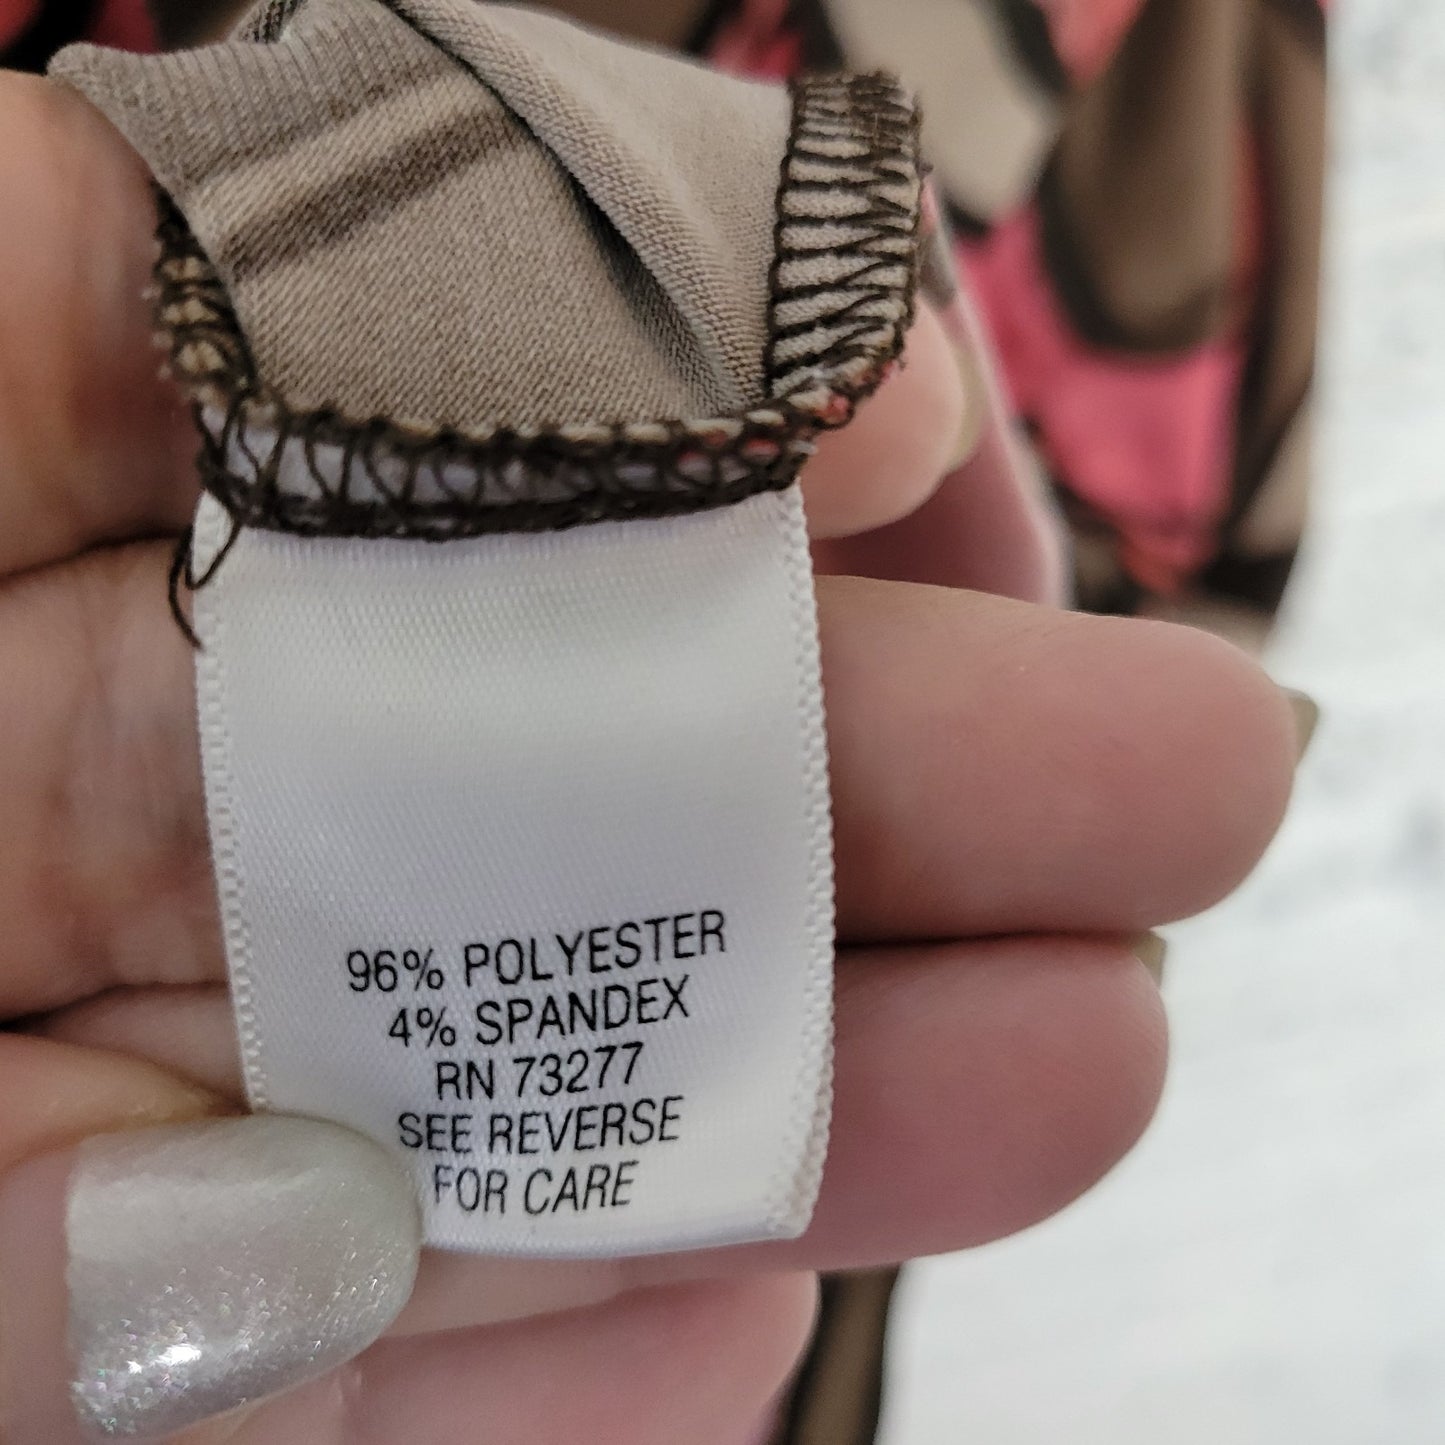 96% POLYESTER
4% SPANDEX
RN 73277
SEE REVERSE
FOR CARE